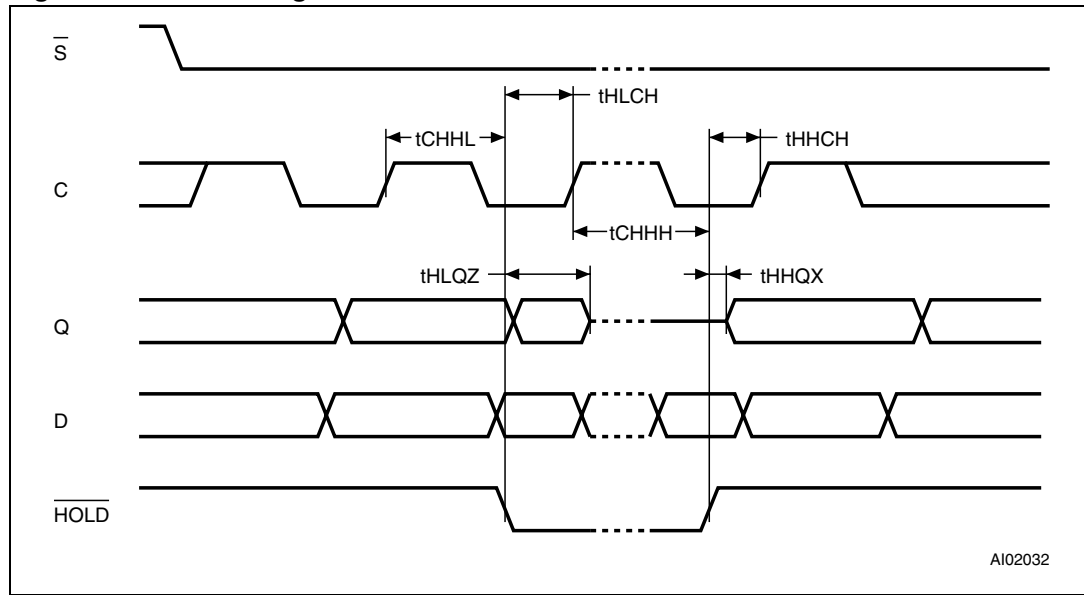 S
tHLCH
tCHHL
tHHCH
C
tCHHH
tHLQZ
tHHQX
Q
D
HOLD
AI02032